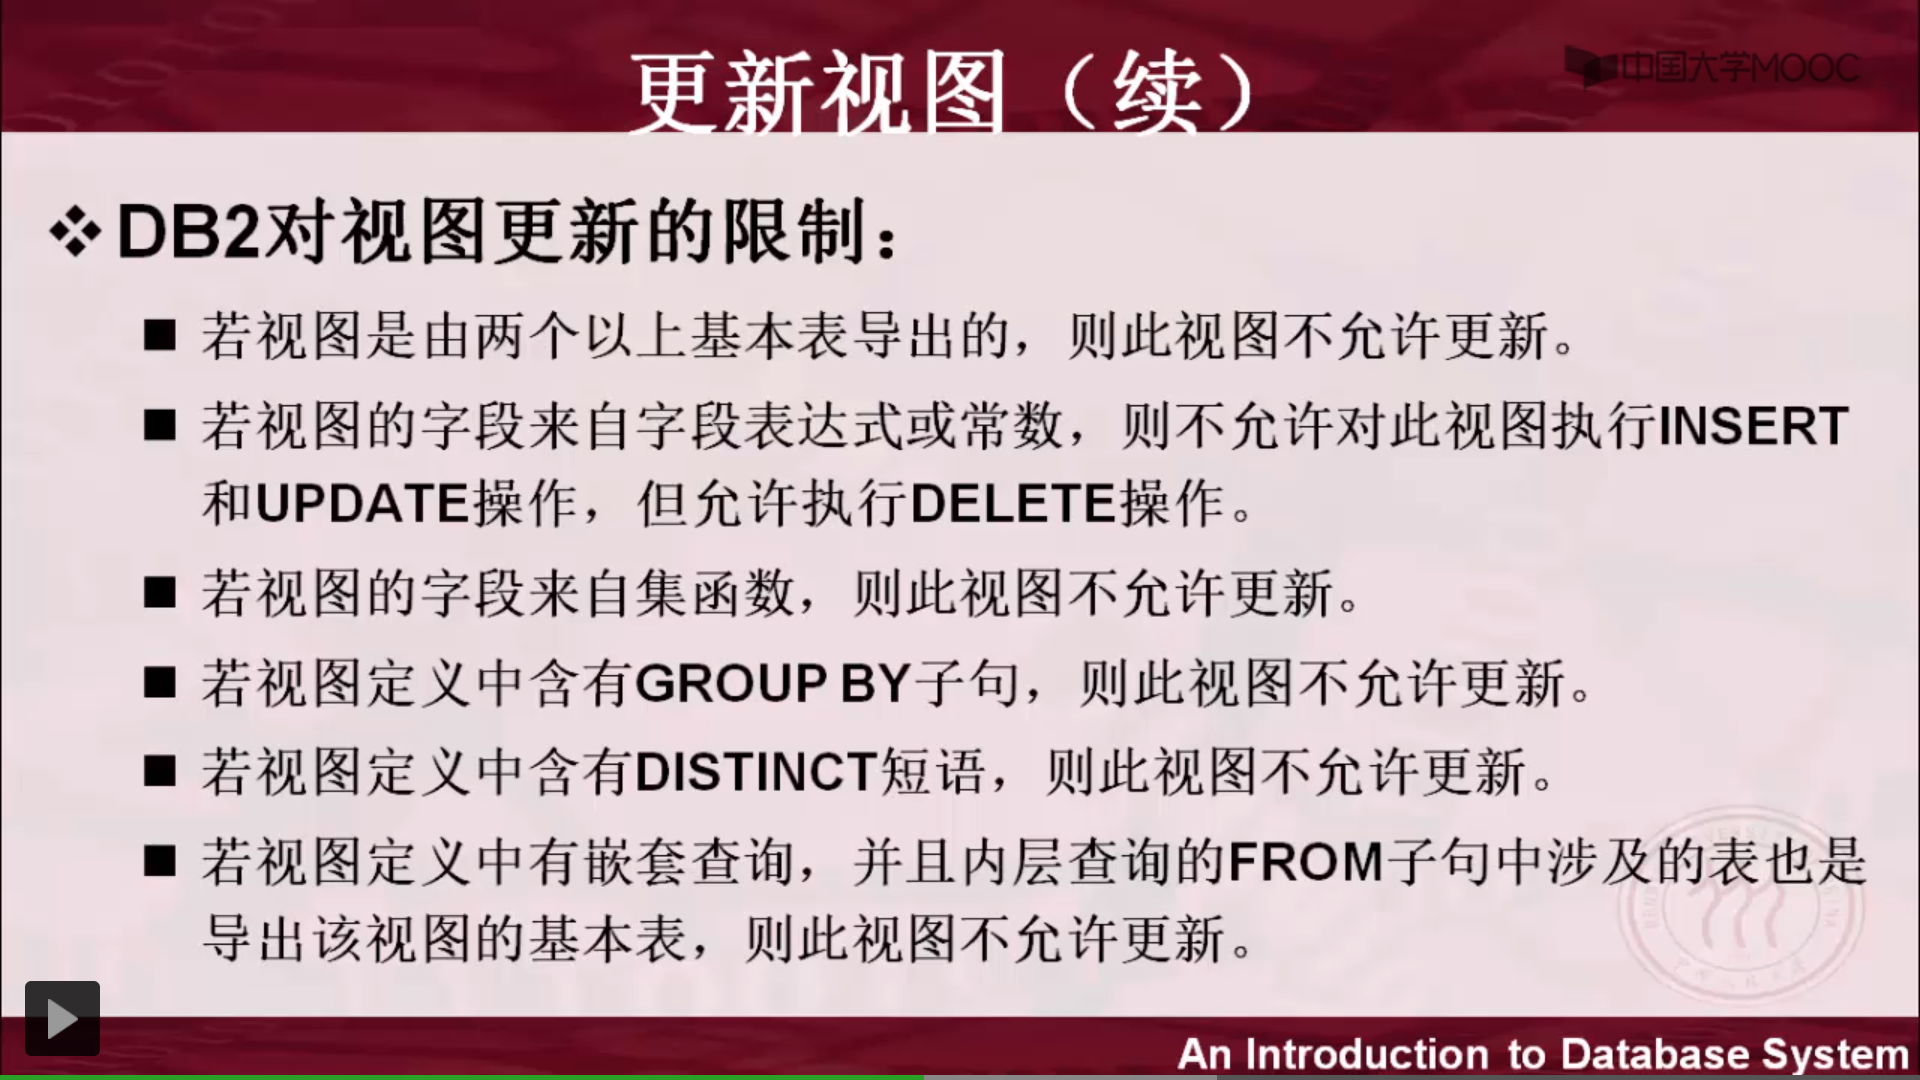 更新视图（续）
中国大学MOOC
DB2对视图更新的限制：
若视图是由两个以上基本表导出的，则此视图不允许更新。
若视图的字段来自字段表达式或常数，则不允许对此视图执行INSERT
和UPDATE操作，但允许执行DELETE操作。
若视图的字段来自集函数，则此视图不允许更新。
若视图定义中含有GROUP BY子句，则此视图不允许更新。
若视图定义中含有DISTINCT短语，则此视图不允许更新。
若视图定义中有嵌套查询，并且内层查询的FROM子句中涉及的表也是
导出该视图的基本表，则此视图不允许更新。
An Introduction to Database System